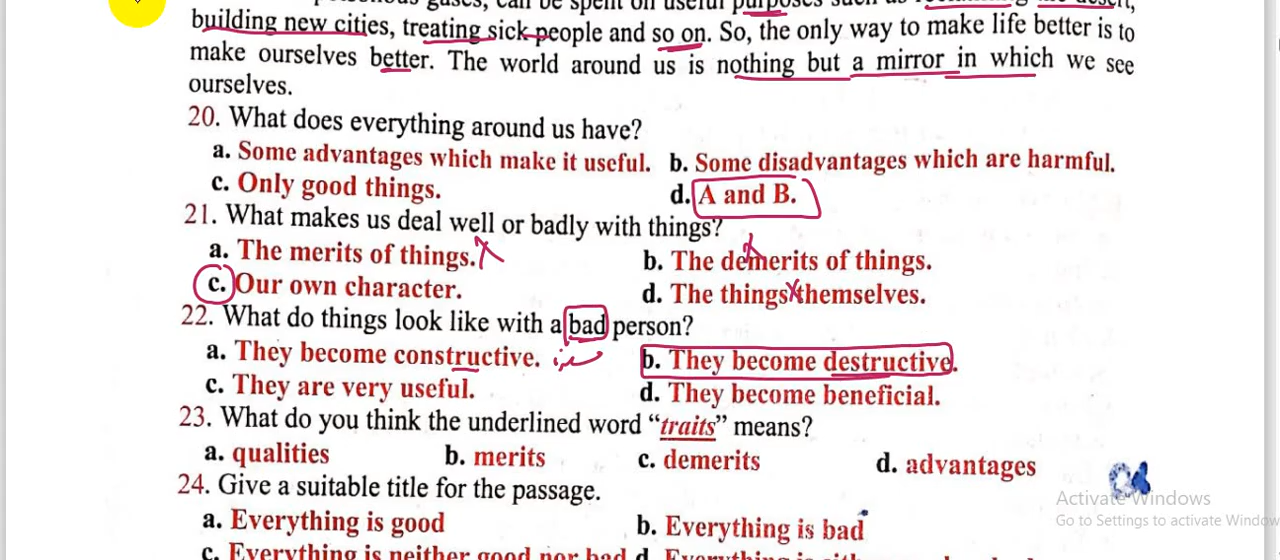 building new cities, treating sick people and so on. So, the only way to make life better is to
make ourselves better. The world around us is nothing but a mirror in which we see
ourselves.
20. What does everything around us have?
a. Some advantages which make it useful. b. Some disadvantages which are harmful.
c. Only good things. d. A and B.
21. What makes us deal well or badly with things?
a. The merits of things. b. The demerits of things.
c. Our own character. d. The things themselves.
22. What do things look like with a bad person?
a. They become constructive. b. They become destructive.
c. They are very useful. d. They become beneficial.
23. What do you think the underlined word “traits” means?
a. qualities b. merits c. demerits d. advantages
24. Give a suitable title for the passage.
Activate Windows
Go to Settings to activate Window
a. Everything is good b. Everything is bad
c. Everything is neither good nor bad d.